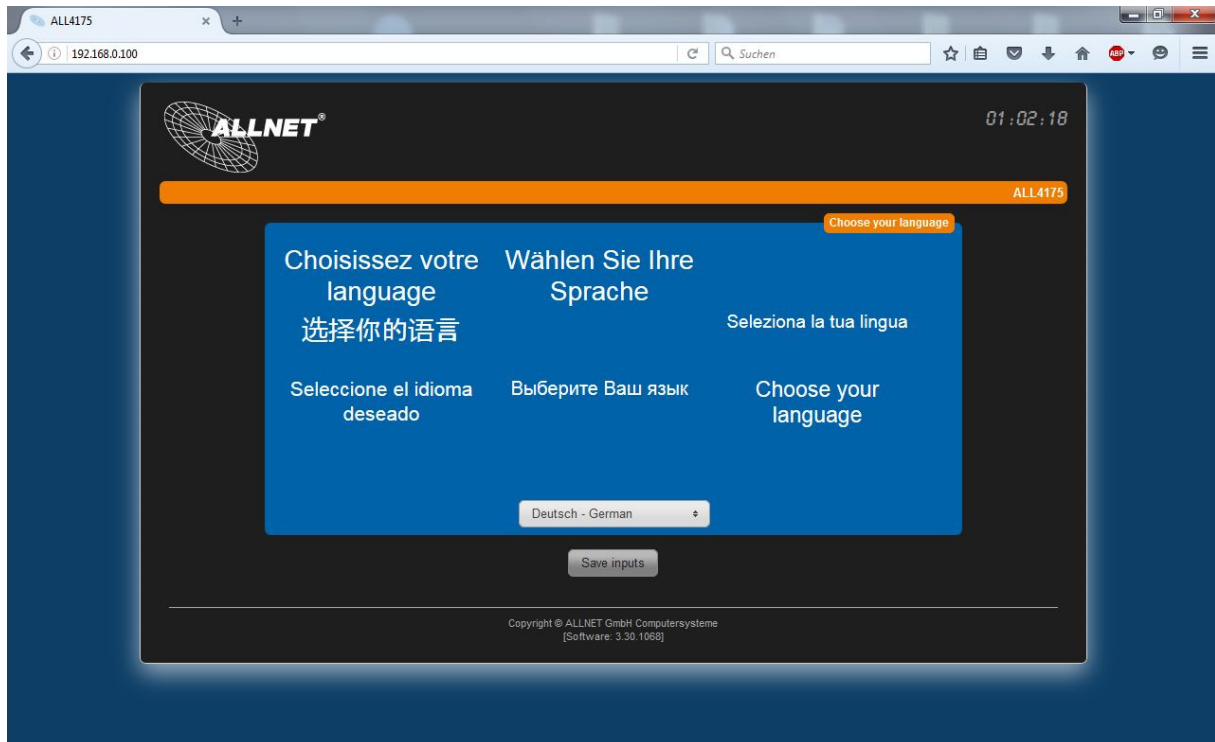 ALL4175
192.168.0.100
Suchen
ABP
ALLNET®
01:02:18
ALL4175
Choose your language
Choisissez votre
language
选择你的语言
Wählen Sie Ihre
Sprache
Seleziona la tua lingua
Seleccione el idioma
deseado
Выберите Ваш язык
Choose your
language
Deutsch - German
Save inputs
Copyright © ALLNET GmbH Computersysteme
[Software: 3.30.1068]